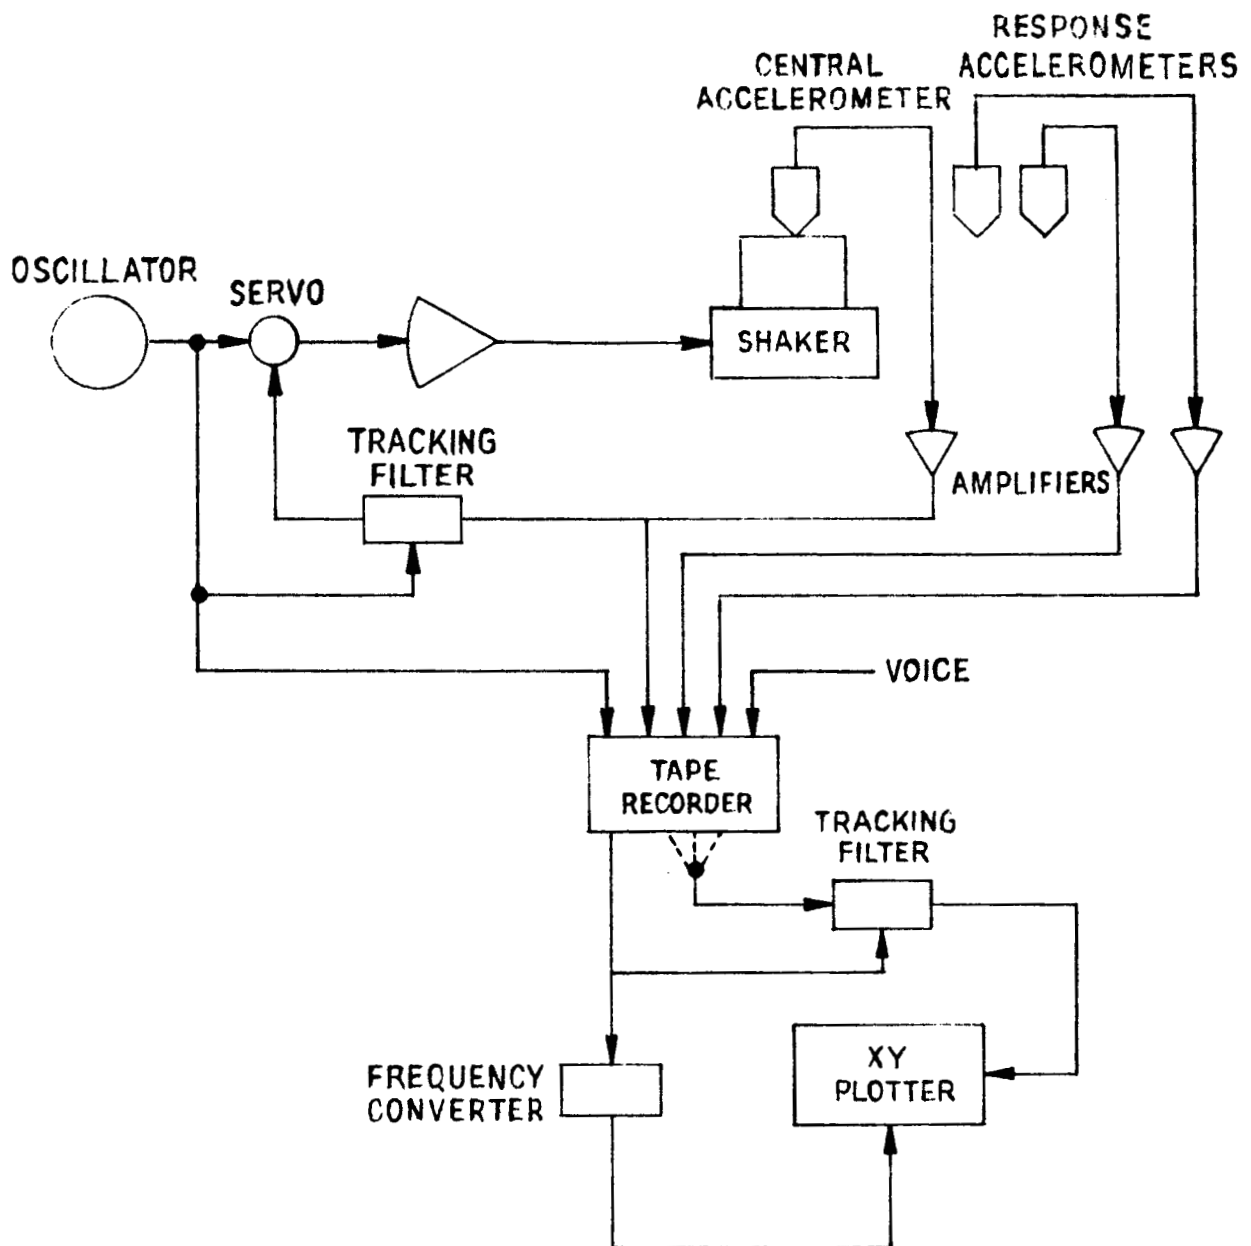 RESPONSE
ACCELEROMETERS
CENTRAL
ACCELEROMETER
OSCILLATOR
SERVO
SHAKER
TRACKING
FILTER
AMPLIFIERS
VOICE
TAPE
RECORDER
TRACKING
FILTER
FREQUENCY
CONVERTER
XY
PLOTTER